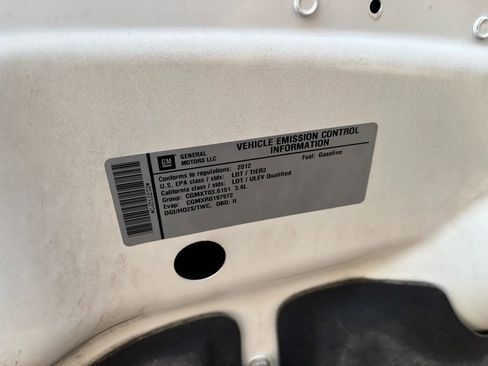 GM
GENERAL
MOTORS LLC
VEHICLE EMISSION CONTROL
INFORMATION
Fuel: Gasoline
Conforms to regulations: 2012
U.S. EPA class / stds: LDT / TIER2
California class / stds: LDT / ULEV Qualified
Group: CGMXT03.6151 3.6L
Evap: CGMXR0197972
DGI/HO2S/TWC, OBD: II